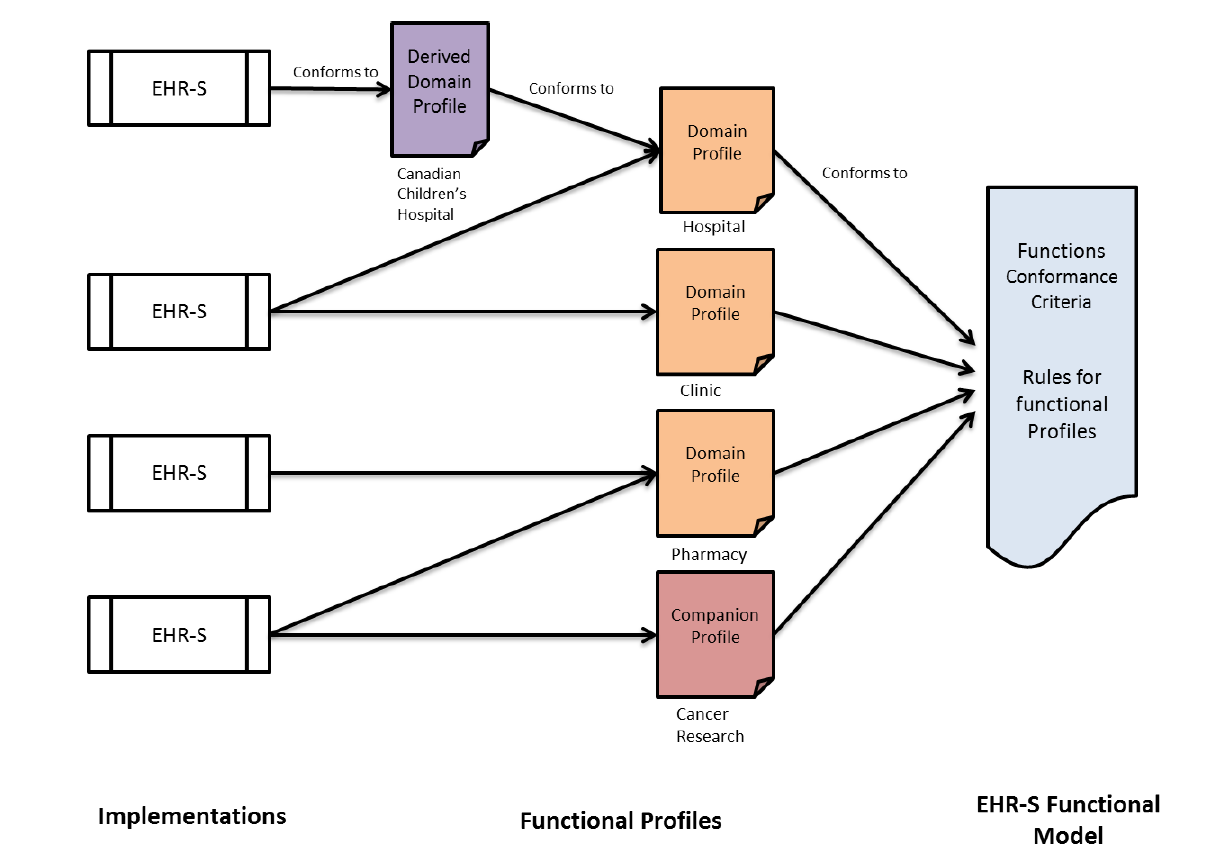 EHR-S
Conforms to
Derived
Domain
Profile
Canadian
Children's
Hospital
Conforms to
Domain
Profile
Hospital
Conforms to
EHR-S
Domain
Profile
Clinic
EHR-S
Domain
Profile
Pharmacy
EHR-S
Companion
Profile
Cancer
Research
Functions
Conformance
Criteria
Rules for
functional
Profiles
Implementations
Functional Profiles
EHR-S Functional
Model